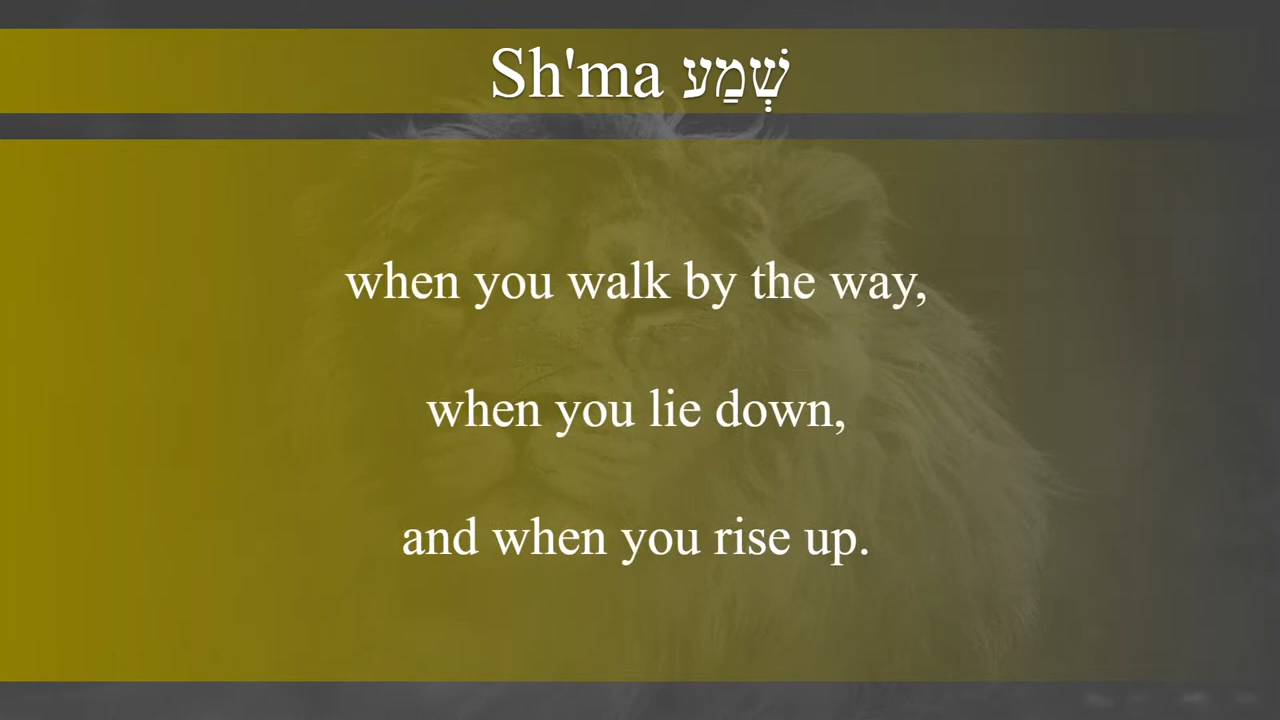 Sh'ma שְׁמַע
when you walk by the way,
when you lie down,
and when you rise up.